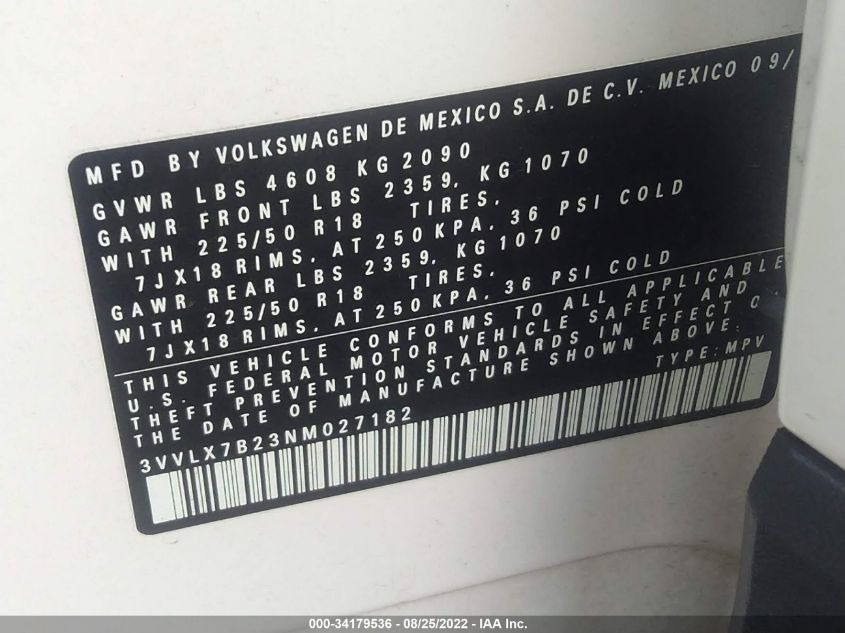 MFD BY VOLKSWAGEN DE MEXICO S.A. DE C.V. MEXICO 09/
GVWR LBS 4608 KG 2090
GAWR FRONT LBS 2359, KG 1070
WITH 225/50 R18 TIRES,
7JX18 RIMS, AT 250 KPA, 36 PSI COLD
GAWR REAR LBS 2359, KG 1070
WITH 225/50 R18 TIRES,
7JX18 RIMS, AT 250 KPA, 36 PSI COLD
THIS VEHICLE CONFORMS TO ALL APPLICABLE
U.S. FEDERAL MOTOR VEHICLE SAFETY AND
THEFT PREVENTION STANDARDS IN EFFECT O
THE DATE OF MANUFACTURE SHOWN ABOVE.
3VVLX7B23NM027182 TYPE: MPV
000-34179536 - 08/25/2022 - IAA Inc.